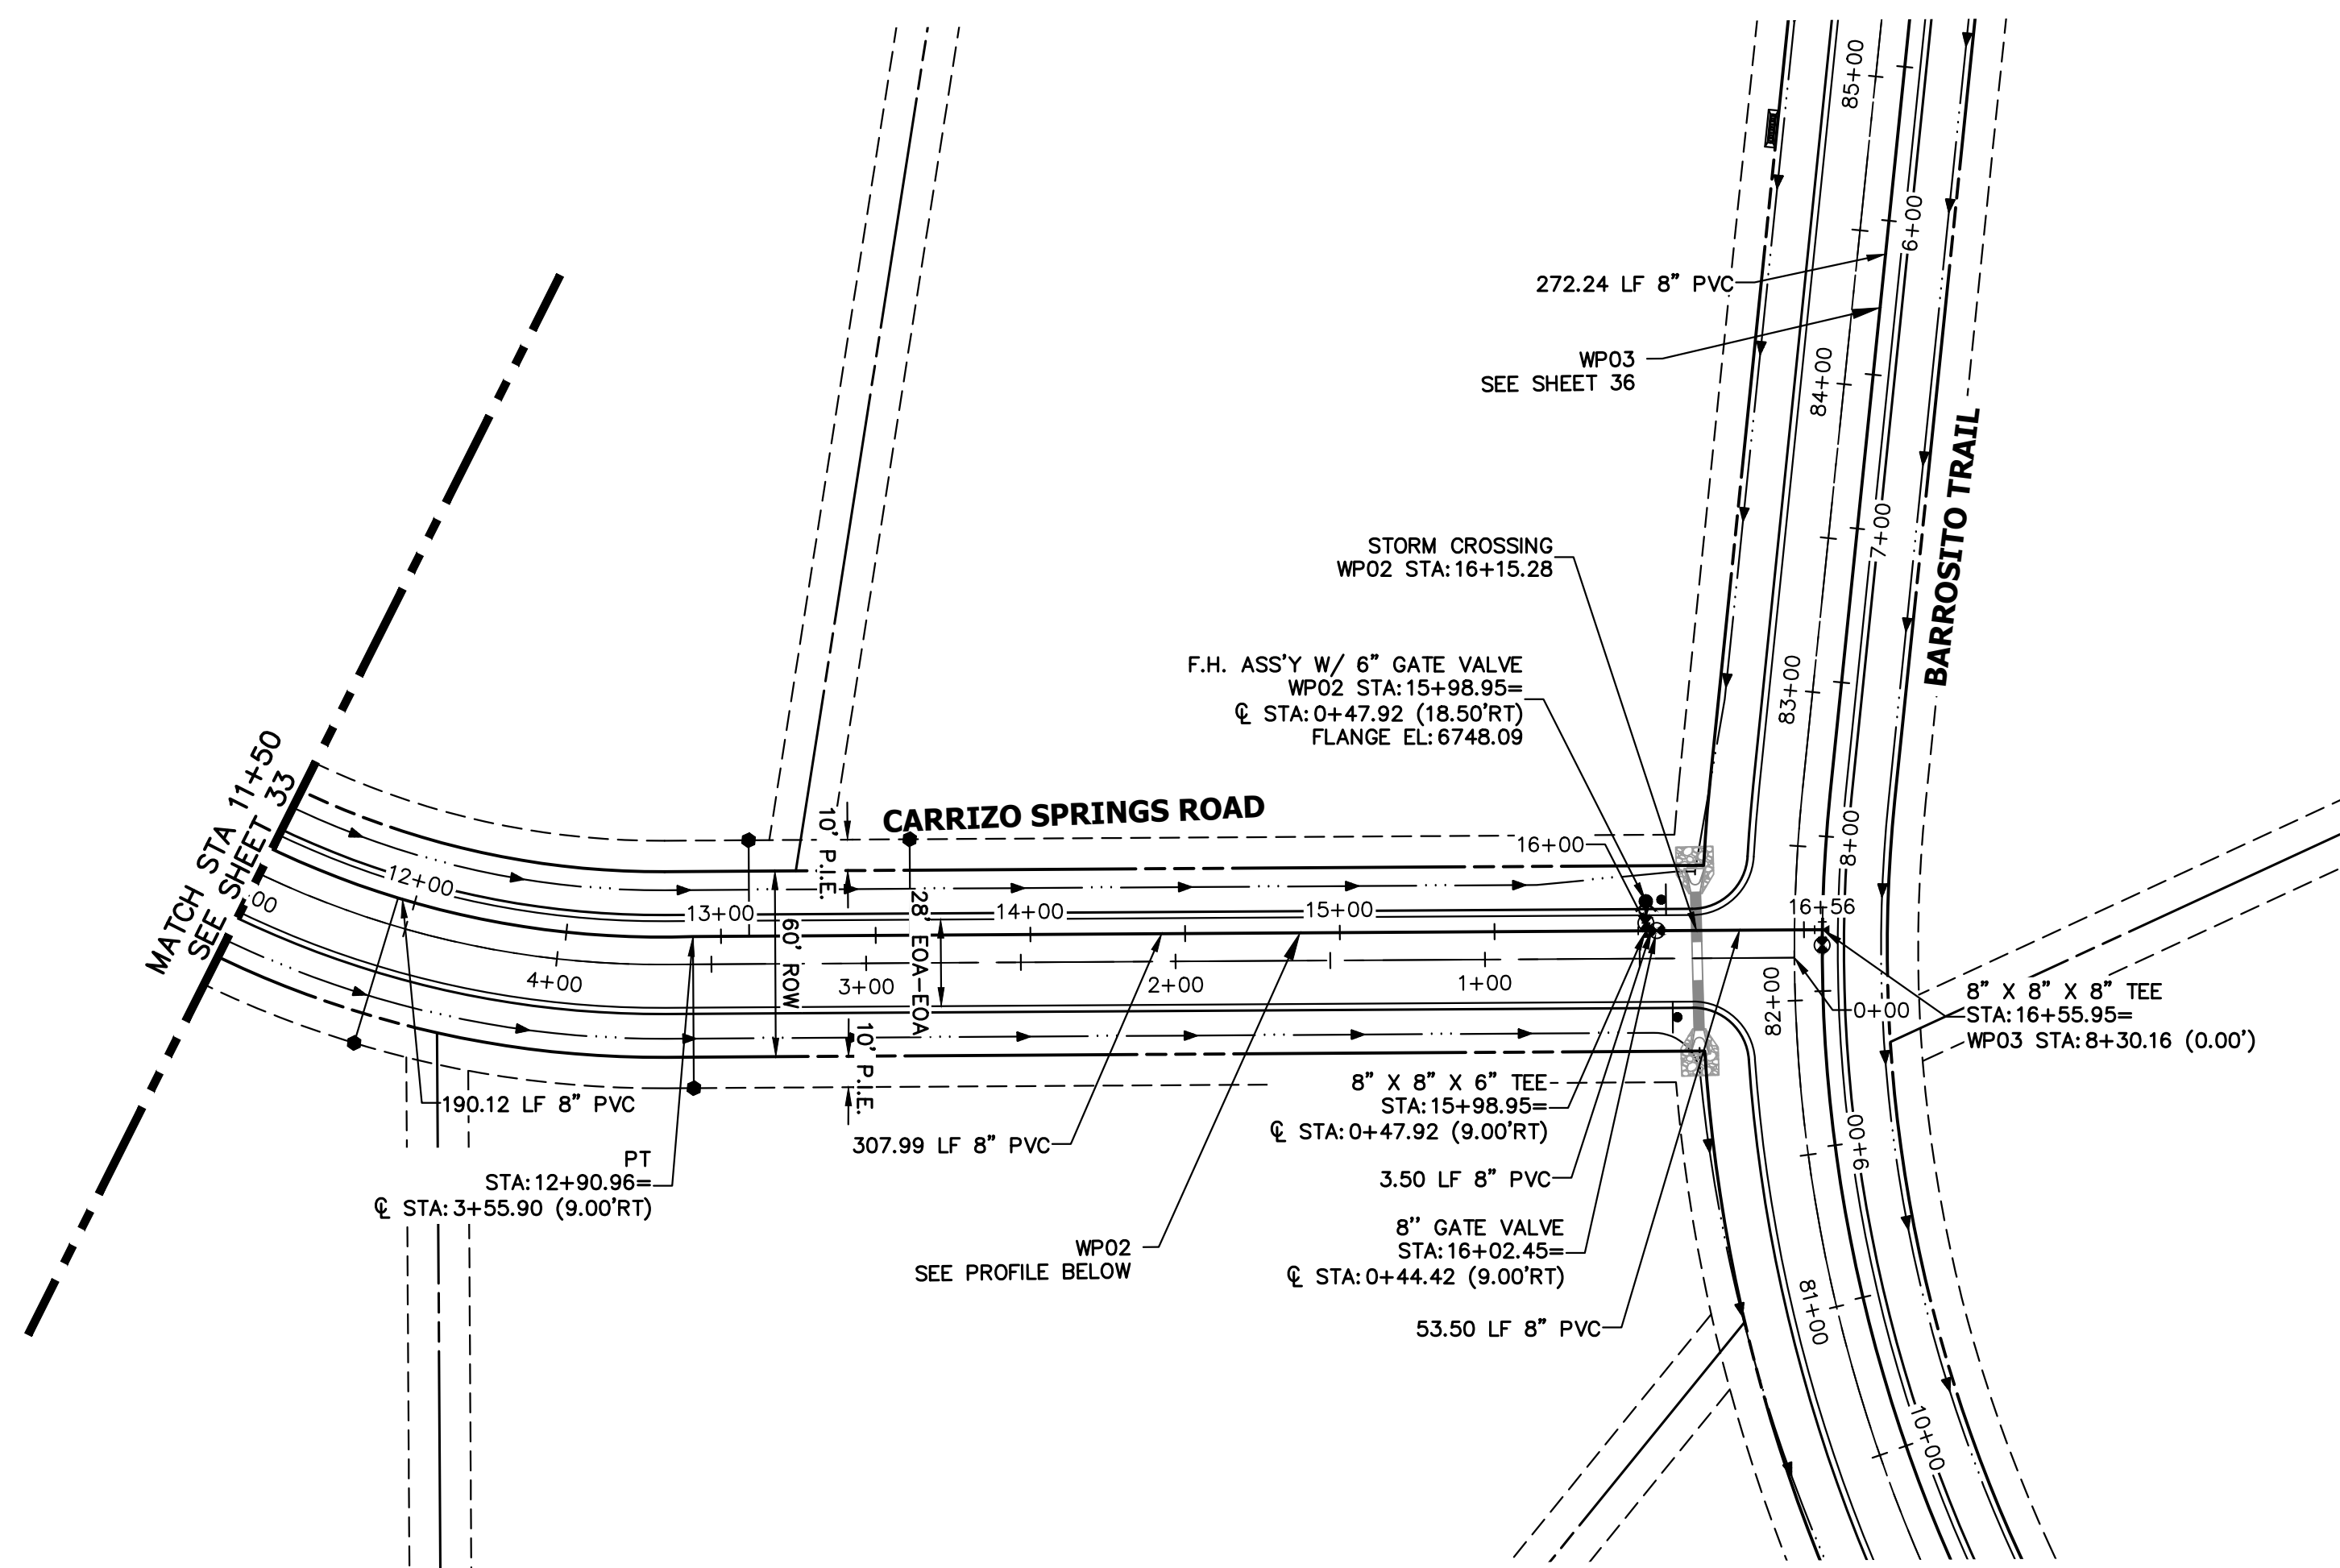 85+00
6+00
272.24 LF 8” PVC
WP03
SEE SHEET 36
84+00
BARROSITO TRAIL
7+00
STORM CROSSING
WP02 STA:16+15.28
83+00
F.H. ASS'Y W/ 6” GATE VALVE
WP02 STA:15+98.95=
℄ STA:0+47.92 (18.50'RT)
FLANGE EL:6748.09
MATCH STA 11+50
SEE SHEET 33
CARRIZO SPRINGS ROAD
10' P.I.E.
16+00
8+00
12+00
:00
13+00
14+00
15+00
16+56
28' EOA-EOA
60' ROW
4+00
3+00
2+00
1+00
82+00
0+00
8” X 8” X 8” TEE
STA:16+55.95=
WP03 STA:8+30.16 (0.00')
10' P.I.E.
190.12 LF 8” PVC
307.99 LF 8” PVC
8” X 8” X 6” TEE
STA:15+98.95=
℄ STA:0+47.92 (9.00'RT)
9+00
PT
STA:12+90.96=
℄ STA:3+55.90 (9.00'RT)
3.50 LF 8” PVC
WP02
SEE PROFILE BELOW
8'' GATE VALVE
STA:16+02.45=
℄ STA:0+44.42 (9.00'RT)
53.50 LF 8” PVC
81+00
10+00